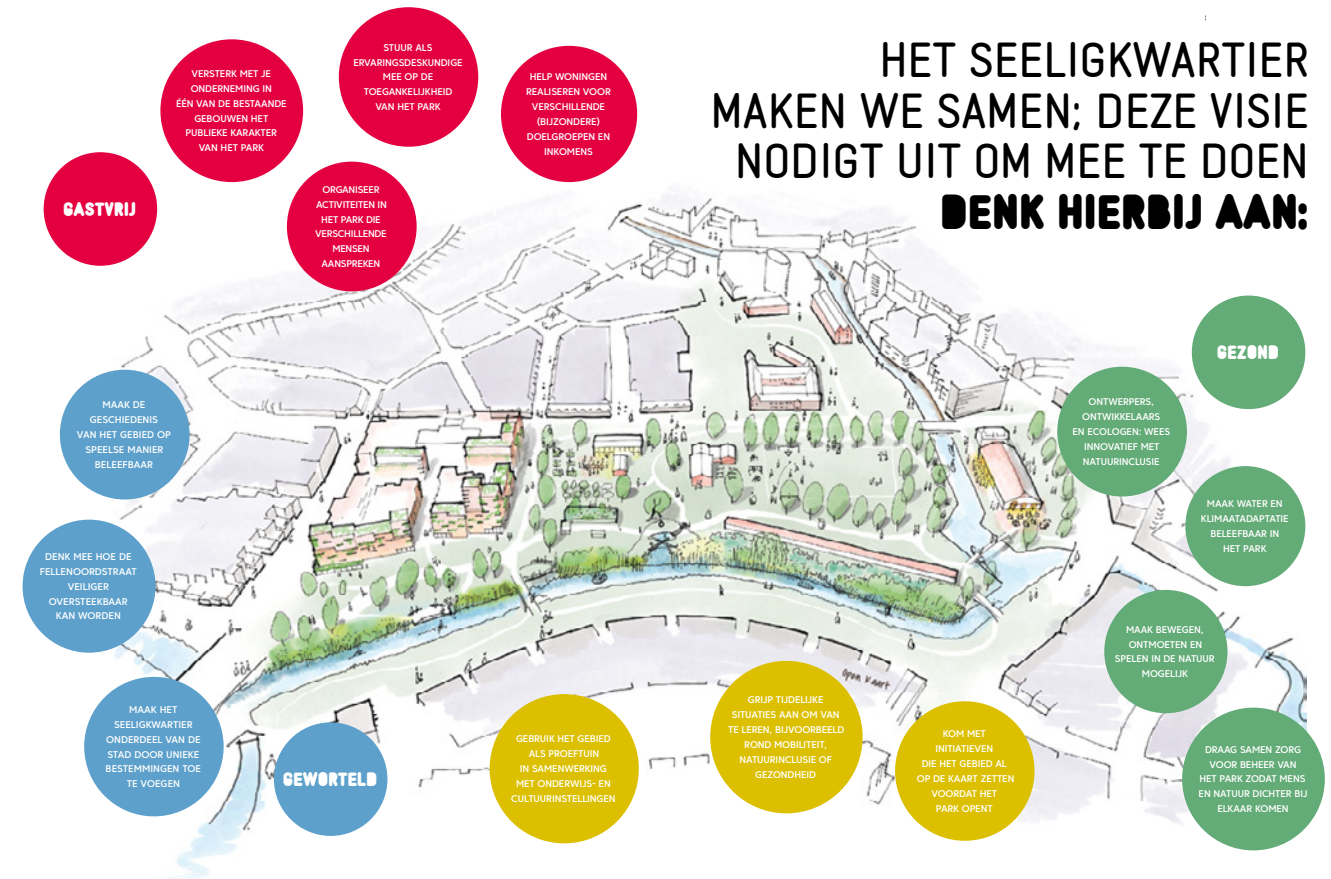 HET SEELIGKWARTIER
MAKEN WE SAMEN; DEZE VISIE
NODIGT UIT OM MEE TE DOEN
DENK HIERBIJ AAN:
GASTVRIJ
VERSTERK MET JE
ONDERNEMING IN
ÉÉN VAN DE BESTAANDE
GEBOUWEN HET
PUBLIEKE KARAKTER
VAN HET PARK
STUUR ALS
ERVARINGSDESKUNDIGE
MEE OP DE
TOEGANKELIJKHEID
VAN HET PARK
HELP WONINGEN
REALISEREN VOOR
VERSCHILLENDE
(BIJZONDERE)
DOELGROEPEN EN
INKOMENS
ORGANISEER
ACTIVITEITEN IN
HET PARK DIE
VERSCHILLENDE
MENSEN
AANSPREKEN
GEZOND
ONTWERPERS,
ONTWIKKELAARS
EN ECOLOGEN: WEES
INNOVATIEF MET
NATUURINCLUSIE
MAAK WATER EN
KLIMAATADAPTATIE
BELEEFBAAR IN
HET PARK
MAAK BEWEGEN,
ONTMOETEN EN
SPELEN IN DE NATUUR
MOGELIJK
DRAAG SAMEN ZORG
VOOR BEHEER VAN
HET PARK ZODAT MENS
EN NATUUR DICHTER BIJ
ELKAAR KOMEN
MAAK DE
GESCHIEDENIS
VAN HET GEBIED OP
SPEELSE MANIER
BELEEFBAAR
DENK MEE HOE DE
FELLENOORDSTRAAT
VEILIGER
OVERSTEEKBAAR
KAN WORDEN
MAAK HET
SEELIGKWARTIER
ONDERDEEL VAN DE
STAD DOOR UNIEKE
BESTEMMINGEN TOE
TE VOEGEN
GEWORTELD
GEBRUIK HET GEBIED
ALS PROEFTUIN
IN SAMENWERKING
MET ONDERWIJS- EN
CULTUURINSTELLINGEN
GRIJP TIJDELIJKE
SITUATIES AAN OM VAN
TE LEREN, BIJVOORBEELD
ROND MOBILITEIT,
NATUURINCLUSIE OF
GEZONDHEID
KOM MET
INITIATIEVEN
DIE HET GEBIED AL
OP DE KAART ZETTEN
VOORDAT HET
PARK OPENT
open kaart